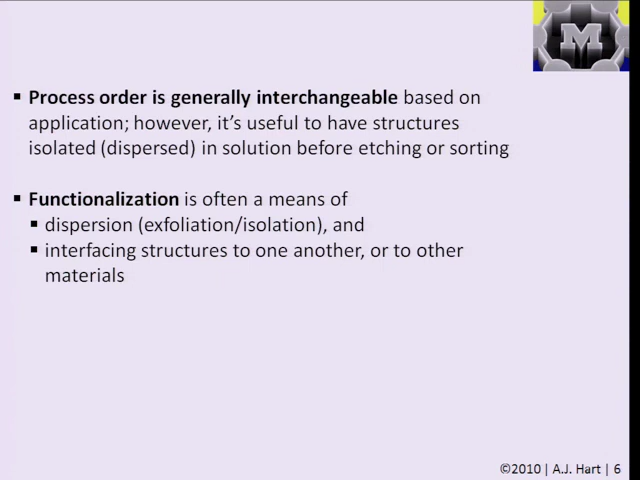 ▪ Process order is generally interchangeable based on
application; however, it's useful to have structures
isolated (dispersed) in solution before etching or sorting
▪ Functionalization is often a means of
▪ dispersion (exfoliation/isolation), and
▪ interfacing structures to one another, or to other
materials
M
©2010 | A.J. Hart | 6